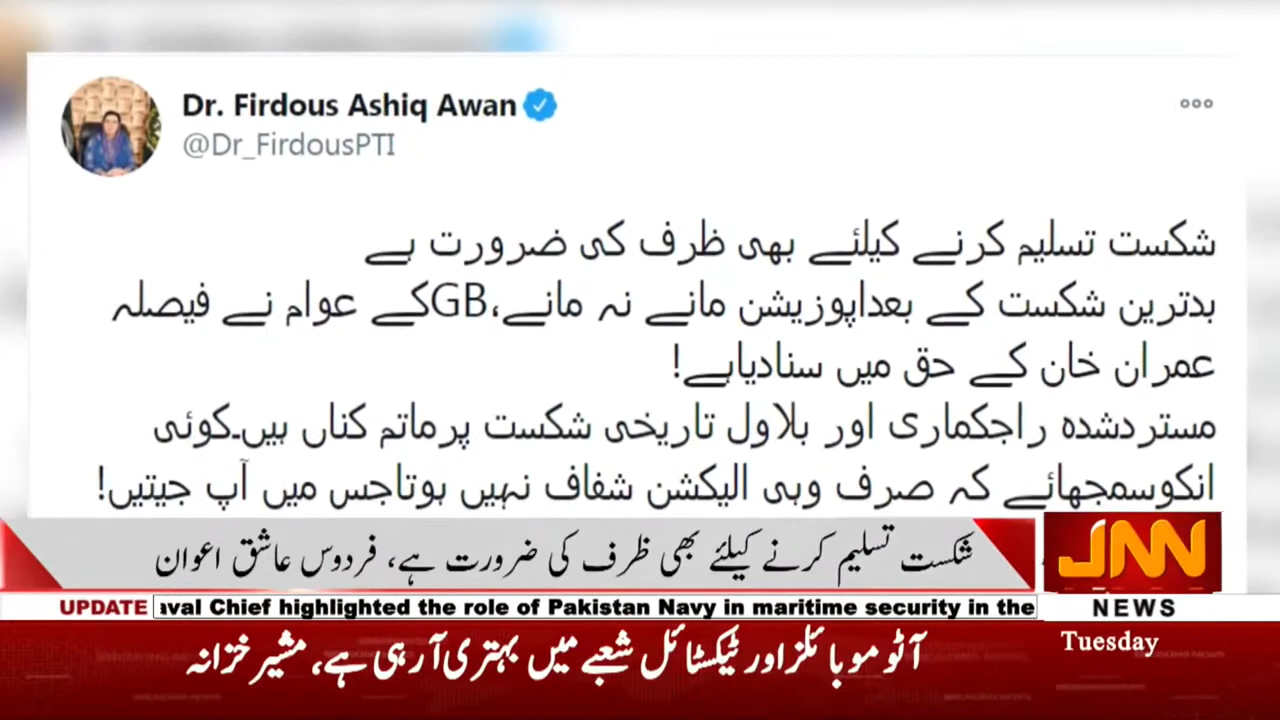 Dr. Firdous Ashiq Awan
@Dr_FirdousPTI
شکست تسلیم کرنے کیلئے بھی ظرف کی ضرورت ہے
بدترین شکست کے بعداپوزیشن مانے نہ مانے،GBکے عوام نے فیصلہ
عمران خان کے حق میں سنادیاہے!
مستردشدہ راجکماری اور بلاول تاریخی شکست پرماتم کناں ہیں۔کوئی
انکوسمجھائے کہ صرف وہی الیکشن شفاف نہیں ہوتاجس میں آپ جیتیں!
شکست تسلیم کرنے کیلئے بھی ظرف کی ضرورت ہے، فردوس عاشق اعوان
JNN
NEWS
UPDATE
aval Chief highlighted the role of Pakistan Navy in maritime security in the
Tuesday
آٹوموبائلزاور ٹیکسٹائل شعبے میں بہتری آرہی ہے، مشیر خزانہ